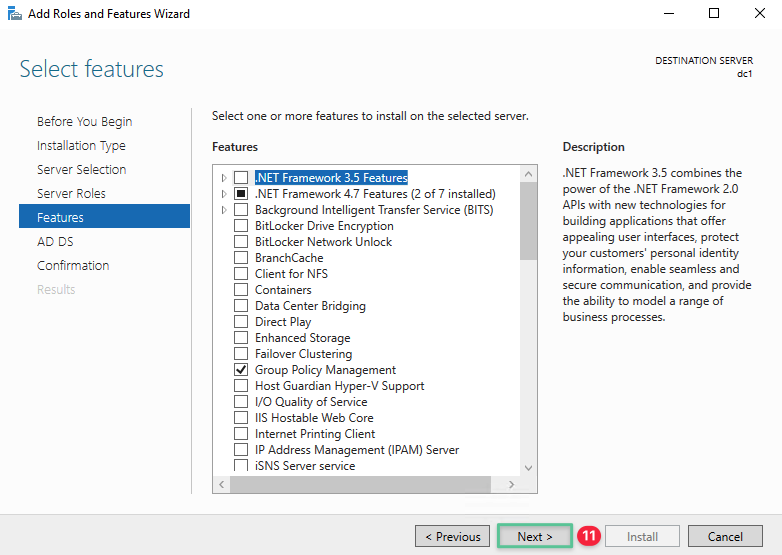 Add Roles and Features Wizard
Select features
DESTINATION SERVER
dc1
Before You Begin
Installation Type
Server Selection
Server Roles
Features
AD DS
Confirmation
Results
Select one or more features to install on the selected server.
Features
.NET Framework 3.5 Features
.NET Framework 4.7 Features (2 of 7 installed)
Background Intelligent Transfer Service (BITS)
BitLocker Drive Encryption
BitLocker Network Unlock
BranchCache
Client for NFS
Containers
Data Center Bridging
Direct Play
Enhanced Storage
Failover Clustering
Group Policy Management
Host Guardian Hyper-V Support
I/O Quality of Service
IIS Hostable Web Core
Internet Printing Client
IP Address Management (IPAM) Server
iSNS Server service
Description
.NET Framework 3.5 combines the
power of the .NET Framework 2.0
APIs with new technologies for
building applications that offer
appealing user interfaces, protect
your customers' personal identity
information, enable seamless and
secure communication, and provide
the ability to model a range of
business processes.
< Previous
Next >
11
Install
Cancel